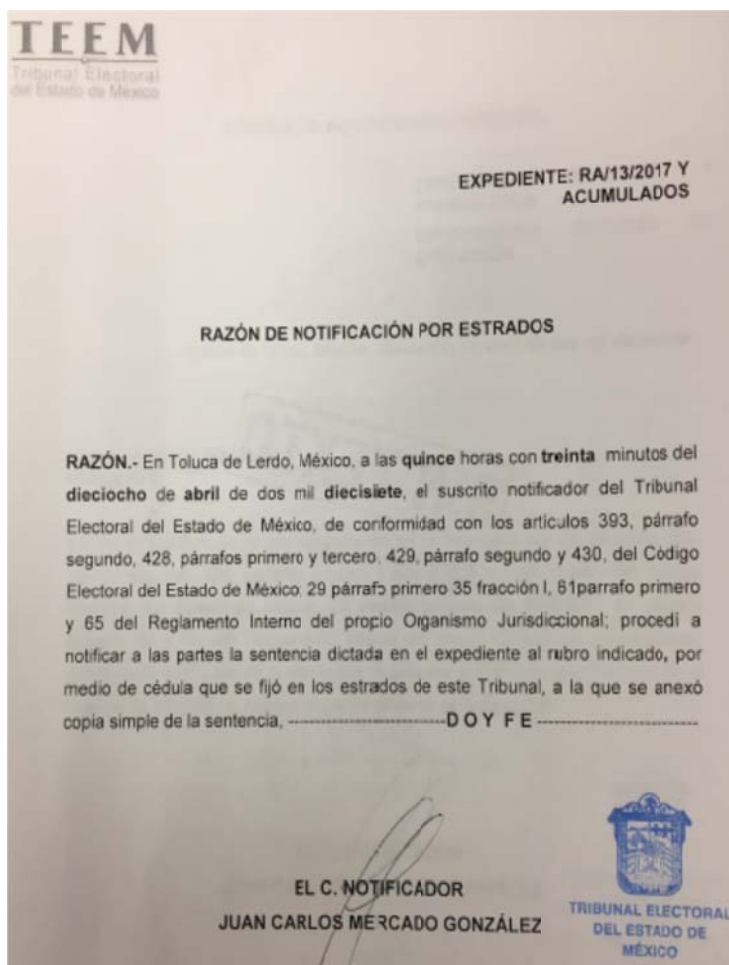 TEEM
Tribunal Electoral
del Estado de México
EXPEDIENTE: RA/13/2017 Y
ACUMULADOS
RAZÓN DE NOTIFICACIÓN POR ESTRADOS
RAZÓN.- En Toluca de Lerdo, México, a las quince horas con treinta minutos del
dieciocho de abril de dos mil diecisiete, el suscrito notificador del Tribunal
Electoral del Estado de México, de conformidad con los artículos 393, párrafo
segundo, 428, párrafos primero y tercero, 429, párrafo segundo y 430, del Código
Electoral del Estado de México; 29 párrafo primero 35 fracción I, 61parrafo primero
y 65 del Reglamento Interno del propio Organismo Jurisdiccional; procedí a
notificar a las partes la sentencia dictada en el expediente al rubro indicado, por
medio de cédula que se fijó en los estrados de este Tribunal, a la que se anexó
copia simple de la sentencia, ----------------------------D O Y F E----------------------------
EL C. NOTIFICADOR
JUAN CARLOS MERCADO GONZÁLEZ
TRIBUNAL ELECTORAL
DEL ESTADO DE
MÉXICO